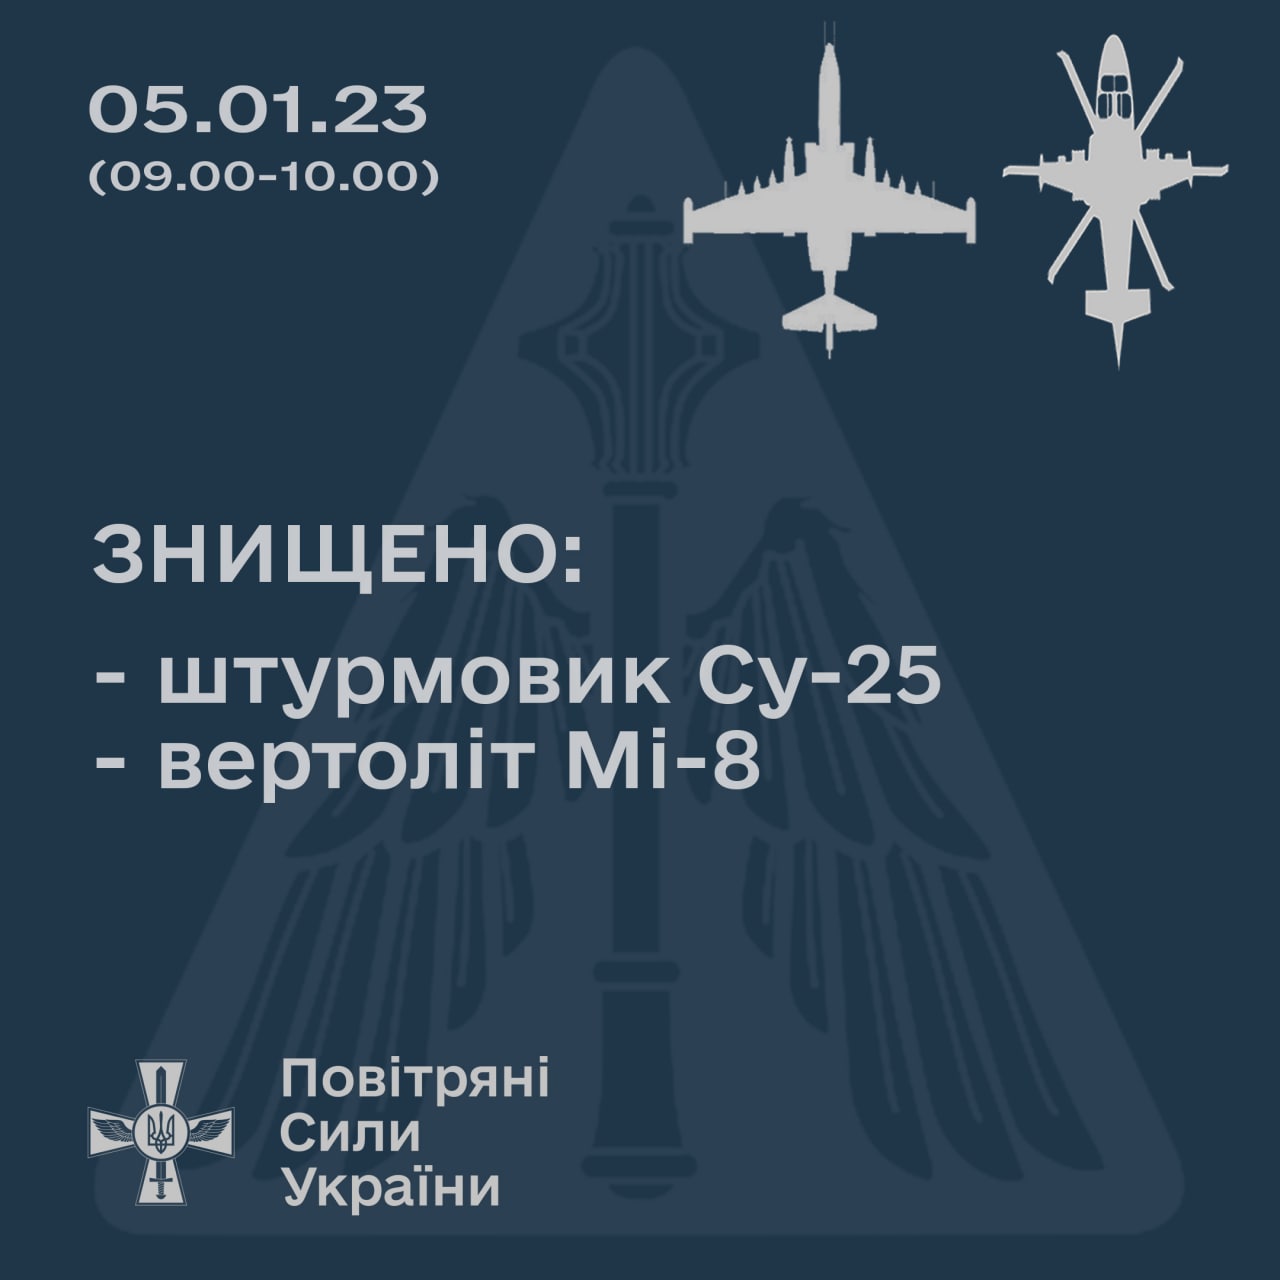 05.01.23
(09.00-10.00)
ЗНИЩЕНО:
- штурмовик Су-25
- вертоліт Мі-8
Повітряні
Сили
України